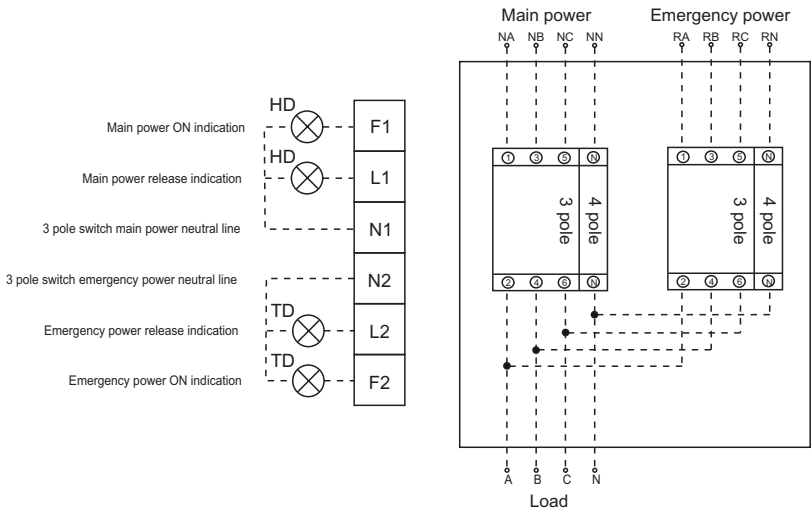 Main power
Emergency power
NA NB NC NN
RA RB RC RN
HD
Main power ON indication
F1
HD
Main power release indication
L1
3 pole switch main power neutral line
N1
3 pole switch emergency power neutral line
N2
TD
Emergency power release indication
L2
TD
Emergency power ON indication
F2
1 3 5 N
3 pole
4 pole
2 4 6 N
1 3 5 N
3 pole
4 pole
2 4 6 N
A B C N
Load